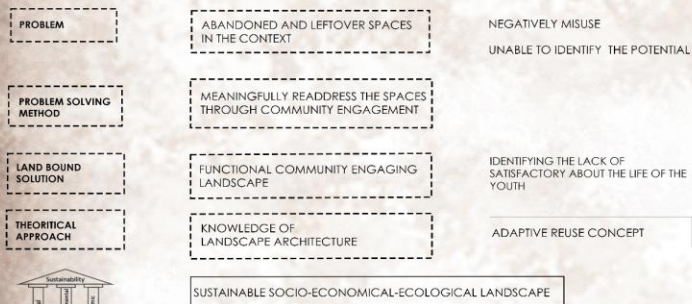 PROBLEM
ABANDONED AND LEFTOVER SPACES
IN THE CONTEXT
NEGATIVELY MISUSE
UNABLE TO IDENTIFY THE POTENTIAL
PROBLEM SOLVING
METHOD
MEANINGFULLY READDRESS THE SPACES
THROUGH COMMUNITY ENGAGEMENT
LAND BOUND
SOLUTION
FUNCTIONAL COMMUNITY ENGAGING
LANDSCAPE
IDENTIFYING THE LACK OF
SATISFACTORY ABOUT THE LIFE OF THE
YOUTH
THEORITICAL
APPROACH
KNOWLEDGE OF
LANDSCAPE ARCHITECTURE
ADAPTIVE REUSE CONCEPT
Sustainability
SUSTAINABLE SOCIO-ECONOMICAL-ECOLOGICAL LANDSCAPE